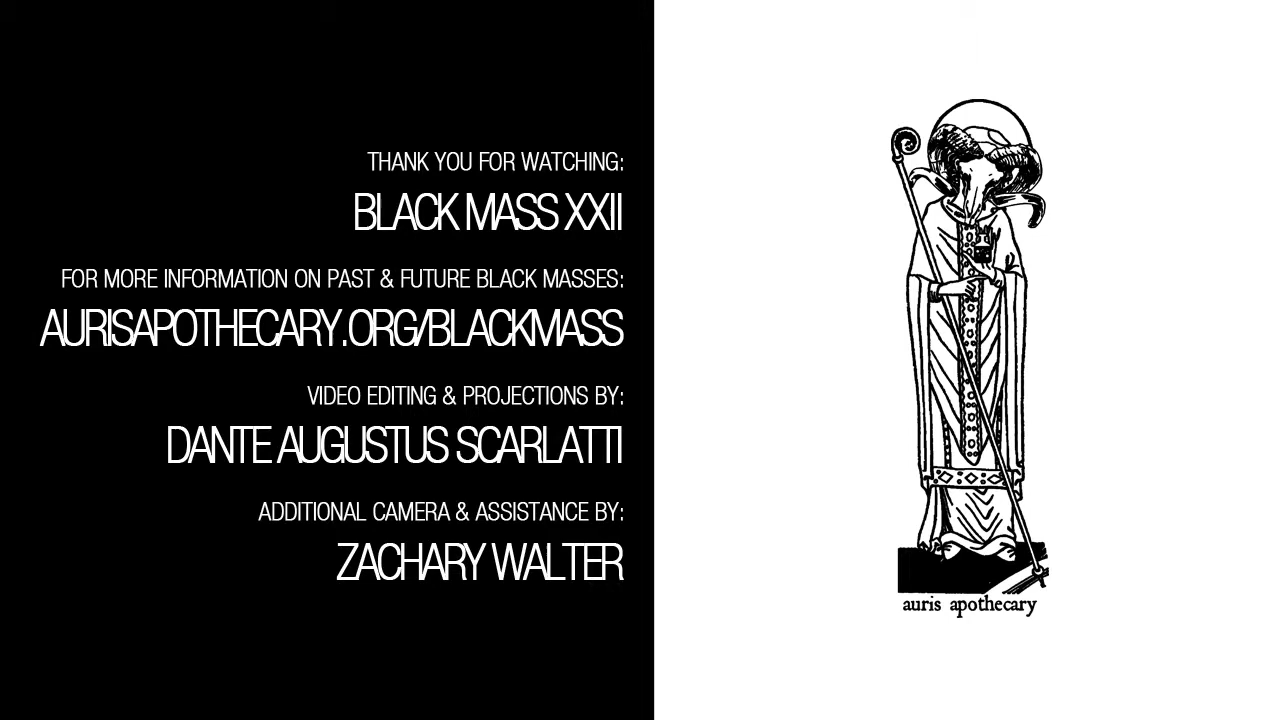 THANK YOU FOR WATCHING:
BLACK MASS XXII
FOR MORE INFORMATION ON PAST & FUTURE BLACK MASSES:
AURISAPOTHECARY.ORG/BLACKMASS
VIDEO EDITING & PROJECTIONS BY:
DANTE AUGUSTUS SCARLATTI
ADDITIONAL CAMERA & ASSISTANCE BY:
ZACHARY WALTER
auris apothecary